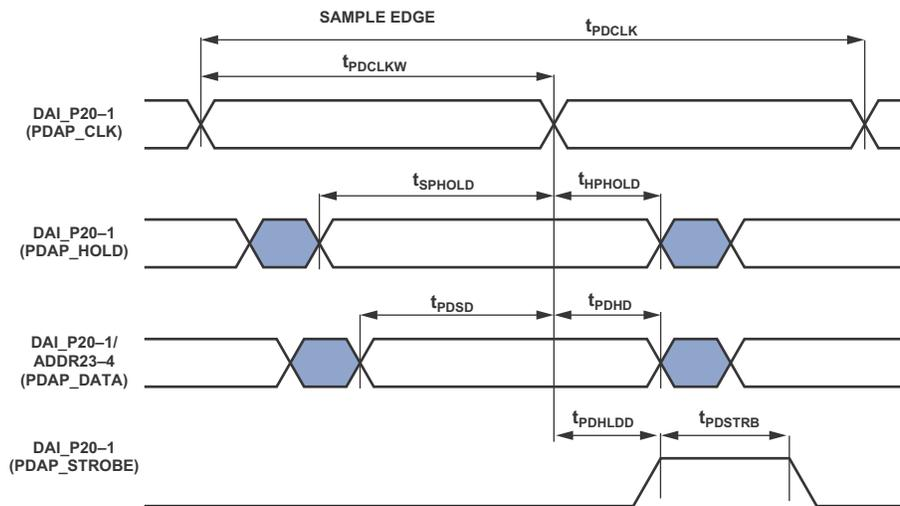 SAMPLE EDGE
tPDCLK
tPDCLKW
DAI_P20–1
(PDAP_CLK)
tSPHOLD
tHPHOLD
DAI_P20–1
(PDAP_HOLD)
tPDSD
tPDHD
DAI_P20–1/
ADDR23–4
(PDAP_DATA)
tPDHLDD
tPDSTRB
DAI_P20–1
(PDAP_STROBE)